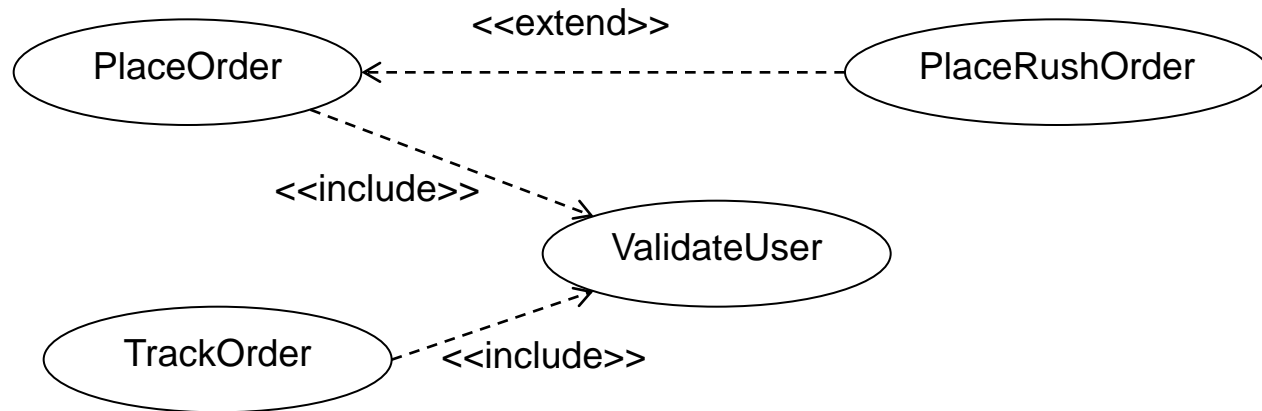 <<extend>>
PlaceOrder
PlaceRushOrder
<<include>>
ValidateUser
TrackOrder
<<include>>